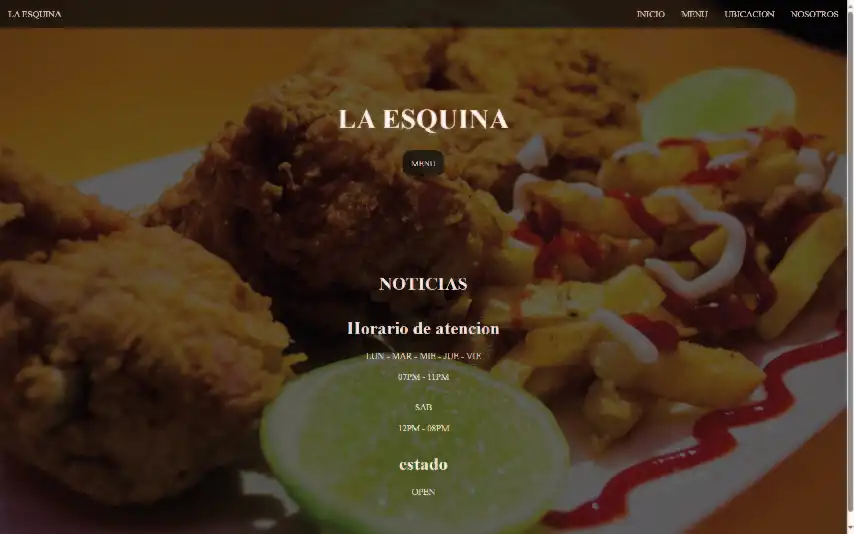 LA ESQUINA
INICIO MENU UBICACION NOSOTROS
LA ESQUINA
MENU
NOTICIAS
Horario de atencion
LUN - MAR - MIE - JUE - VIE
07PM - 11PM
SAB
12PM - 08PM
estado
OPEN